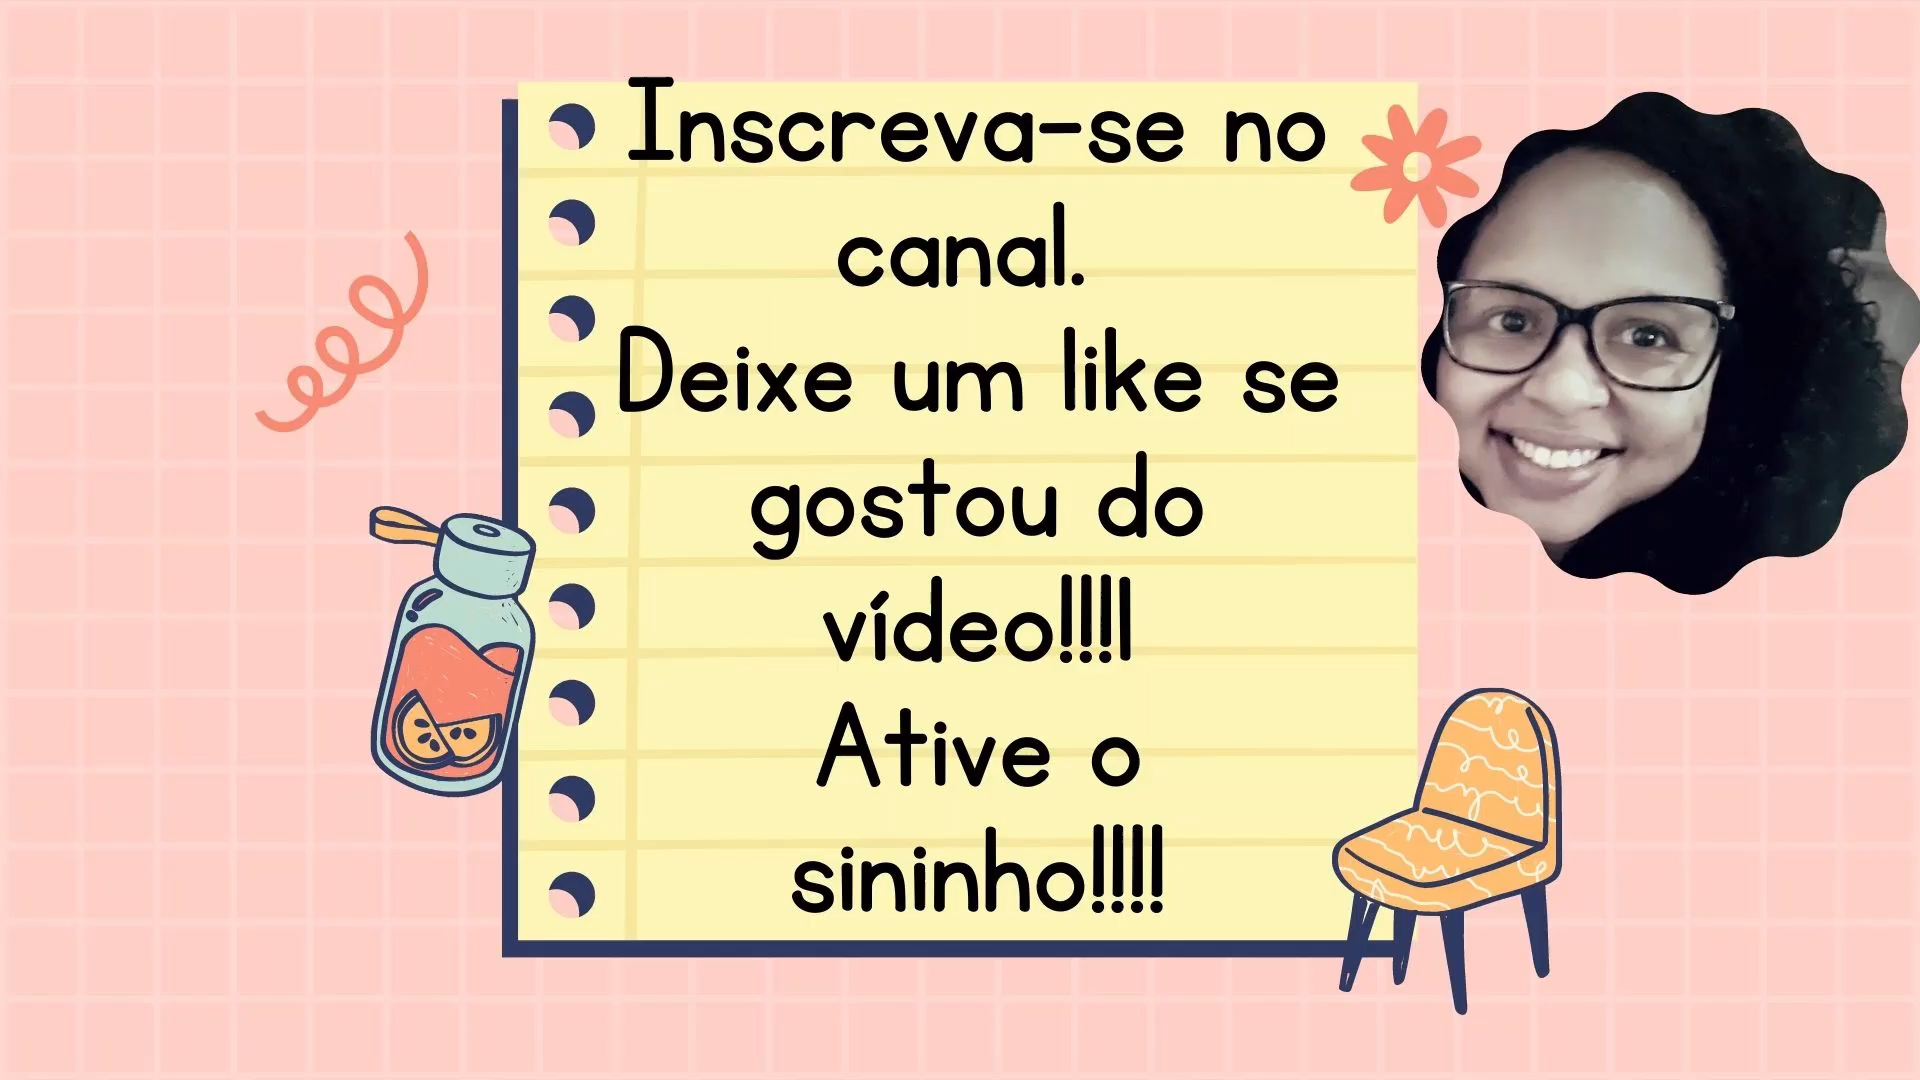 Inscreva-se no
canal.
Deixe um like se
gostou do
vídeo!!!l
Ative o
sininho!!!!